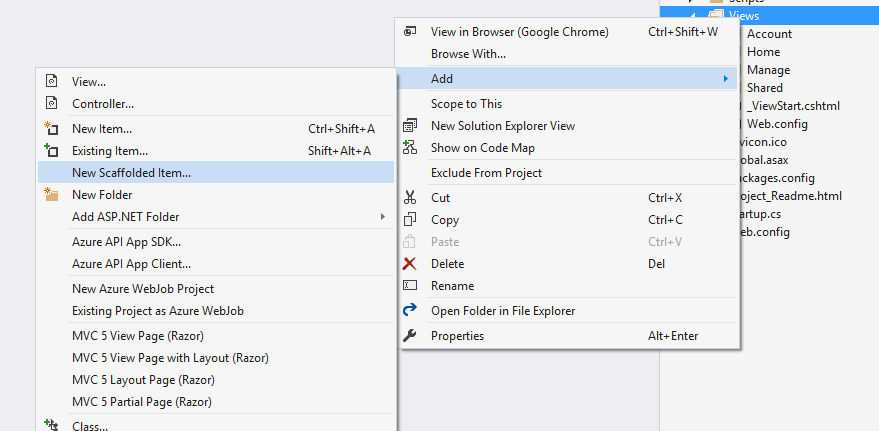 View...
Controller...
New Item... Ctrl+Shift+A
Existing Item... Shift+Alt+A
New Scaffolded Item...
New Folder
Add ASP.NET Folder
Azure API App SDK...
Azure API App Client...
New Azure WebJob Project
Existing Project as Azure WebJob
MVC 5 View Page (Razor)
MVC 5 View Page with Layout (Razor)
MVC 5 Layout Page (Razor)
MVC 5 Partial Page (Razor)
Class...
View in Browser (Google Chrome) Ctrl+Shift+W
Browse With...
Add
Scope to This
New Solution Explorer View
Show on Code Map
Exclude From Project
Cut Ctrl+X
Copy Ctrl+C
Paste Ctrl+V
Delete Del
Rename
Open Folder in File Explorer
Properties Alt+Enter
Scripts
Views
Account
Home
Manage
Shared
_ViewStart.cshtml
Web.config
vicon.ico
obal.asax
ckages.config
oject_Readme.html
artup.cs
eb.config